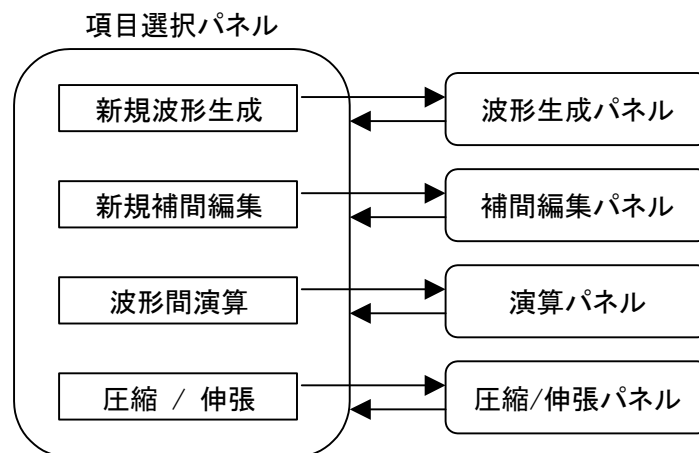 項目選択パネル
新規波形生成
波形生成パネル
新規補間編集
補間編集パネル
波形間演算
演算パネル
圧縮 / 伸張
圧縮/伸張パネル